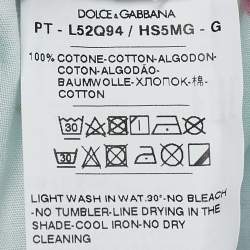 DOLCE & GABBANA
PT - L52Q94 / HS5MG - G
100% COTONE-COTTON-ALGODON-
COTON-ALGODÃO-
BAUMWOLLE-ХЛОПОК-棉-
COTTON
30
30
LIGHT WASH IN WAT.30°-NO BLEACH
-NO TUMBLER-LINE DRYING IN THE
SHADE-COOL IRON-NO DRY
CLEANING